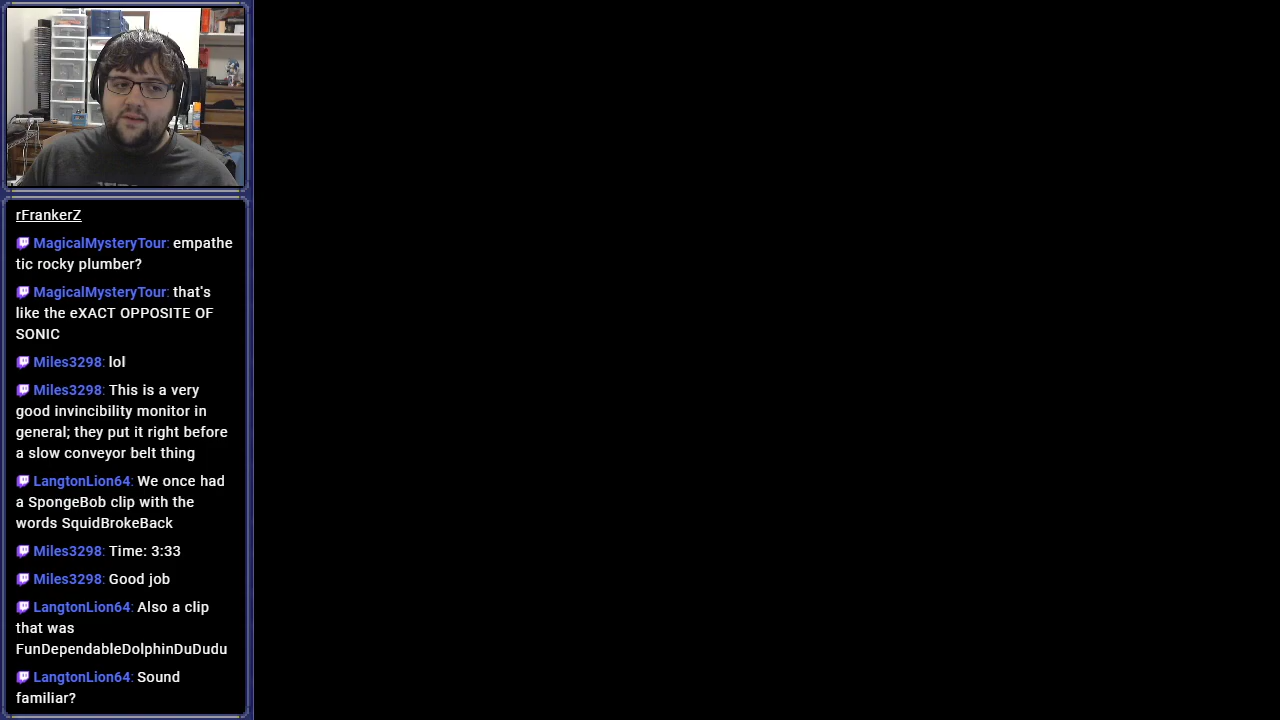 rFrankerZ
MagicalMysteryTour: empathe
tic rocky plumber?
MagicalMysteryTour: that's
like the eXACT OPPOSITE OF
SONIC
Miles3298: lol
Miles3298: This is a very
good invincibility monitor in
general; they put it right before
a slow conveyor belt thing
LangtonLion64: We once had
a SpongeBob clip with the
words SquidBrokeBack
Miles3298: Time: 3:33
Miles3298: Good job
LangtonLion64: Also a clip
that was
FunDependableDolphinDuDudu
LangtonLion64: Sound
familiar?